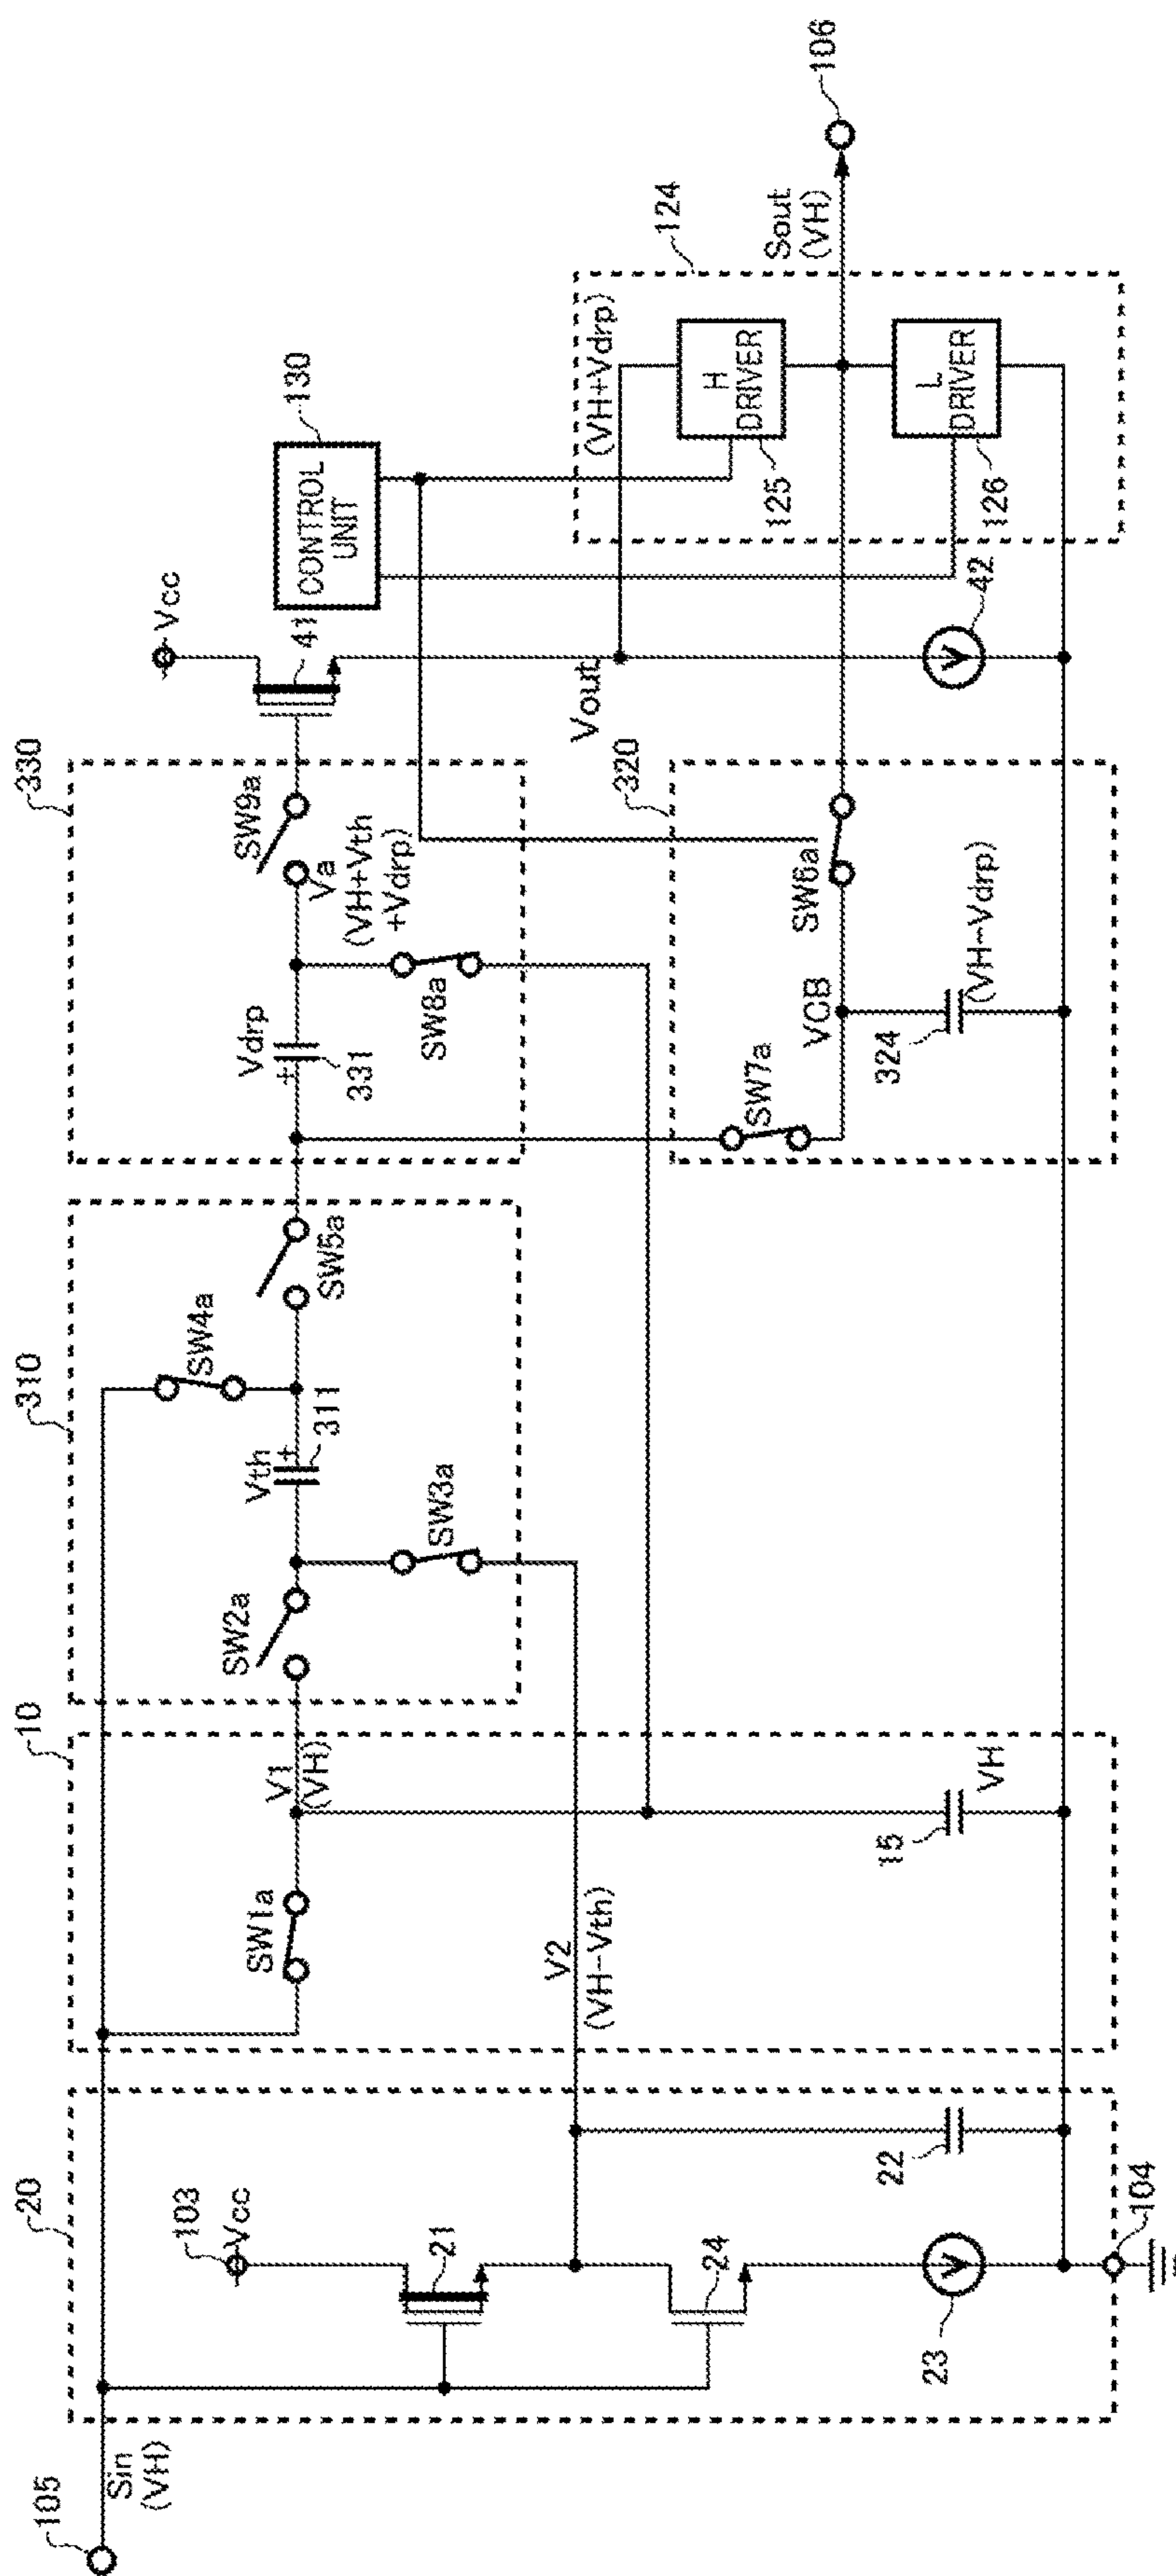 105
Sin
(VH)
20
103
Vcc
21
24
23
22
104
10
SW1a
V1
(VH)
V2
(VH-Vth)
15
VH
310
SW2a
Vth
+
311
SW3a
SW4a
SW5a
330
Vdrp
+
331
SW8a
SW9a
Va
(VH+Vth
+Vdrp)
320
SW7a
VCB
SW6a
324
(VH-Vdrp)
Vcc
41
Vout
42
CONTROL
UNIT
130
(VH+Vdrp)
124
H
DRIVER
125
L
DRIVER
126
Sout
(VH)
106